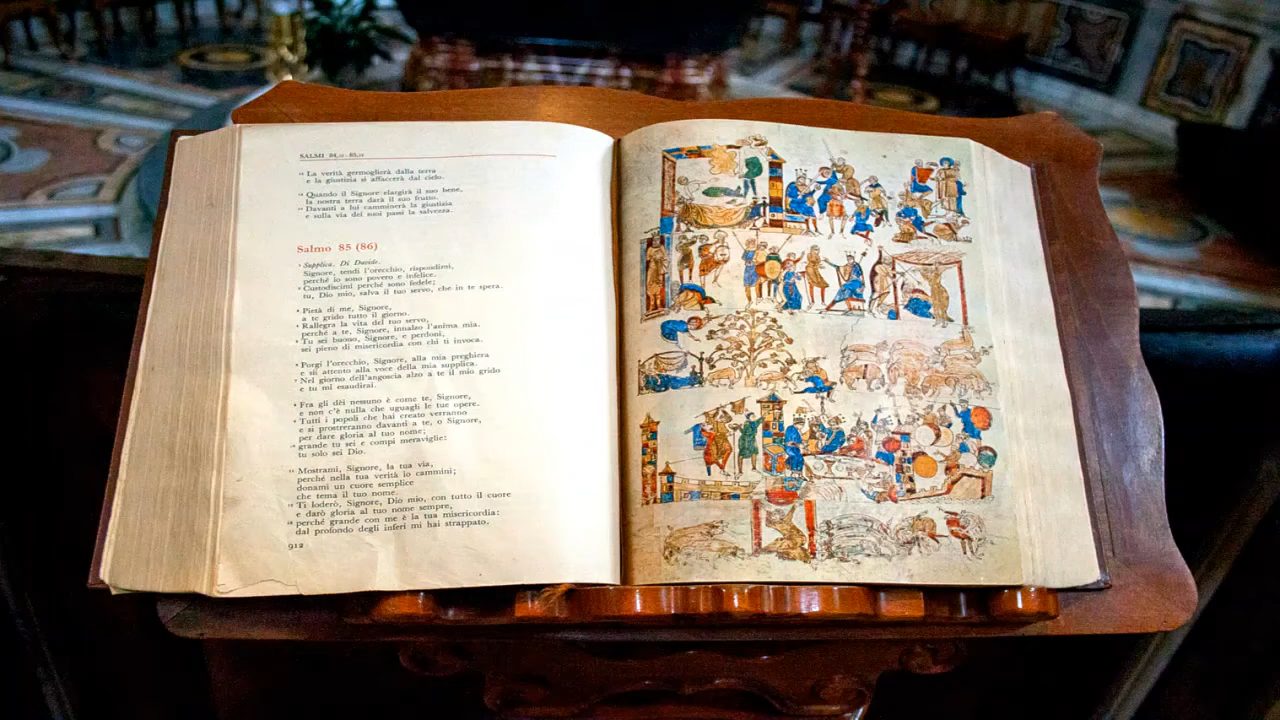 SALMI 84,12 - 85,13
12 La verità germoglierà dalla terra
e la giustizia si affaccerà dal cielo.
13 Quando il Signore elargirà il suo bene,
la nostra terra darà il suo frutto.
14 Davanti a lui camminerà la giustizia
e sulla via dei suoi passi la salvezza.
Salmo 85 (86)
1 Supplica. Di Davide.
Signore, tendi l'orecchio, rispondimi,
perché io sono povero e infelice.
2 Custodiscimi perché sono fedele;
tu, Dio mio, salva il tuo servo, che in te spera.
3 Pietà di me, Signore,
a te grido tutto il giorno.
4 Rallegra la vita del tuo servo,
perché a te, Signore, innalzo l'anima mia.
5 Tu sei buono, Signore, e perdoni,
sei pieno di misericordia con chi ti invoca.
6 Porgi l'orecchio, Signore, alla mia preghiera
e sii attento alla voce della mia supplica.
7 Nel giorno dell'angoscia alzo a te il mio grido
e tu mi esaudirai.
8 Fra gli dèi nessuno è come te, Signore,
e non c'è nulla che uguagli le tue opere.
9 Tutti i popoli che hai creato verranno
e si prostreranno davanti a te, o Signore,
per dare gloria al tuo nome;
10 grande tu sei e compi meraviglie:
tu solo sei Dio.
11 Mostrami, Signore, la tua via,
perché nella tua verità io cammini;
donami un cuore semplice
che tema il tuo nome.
12 Ti loderò, Signore, Dio mio, con tutto il cuore
e darò gloria al tuo nome sempre,
13 perché grande con me è la tua misericordia:
dal profondo degli inferi mi hai strappato.
912